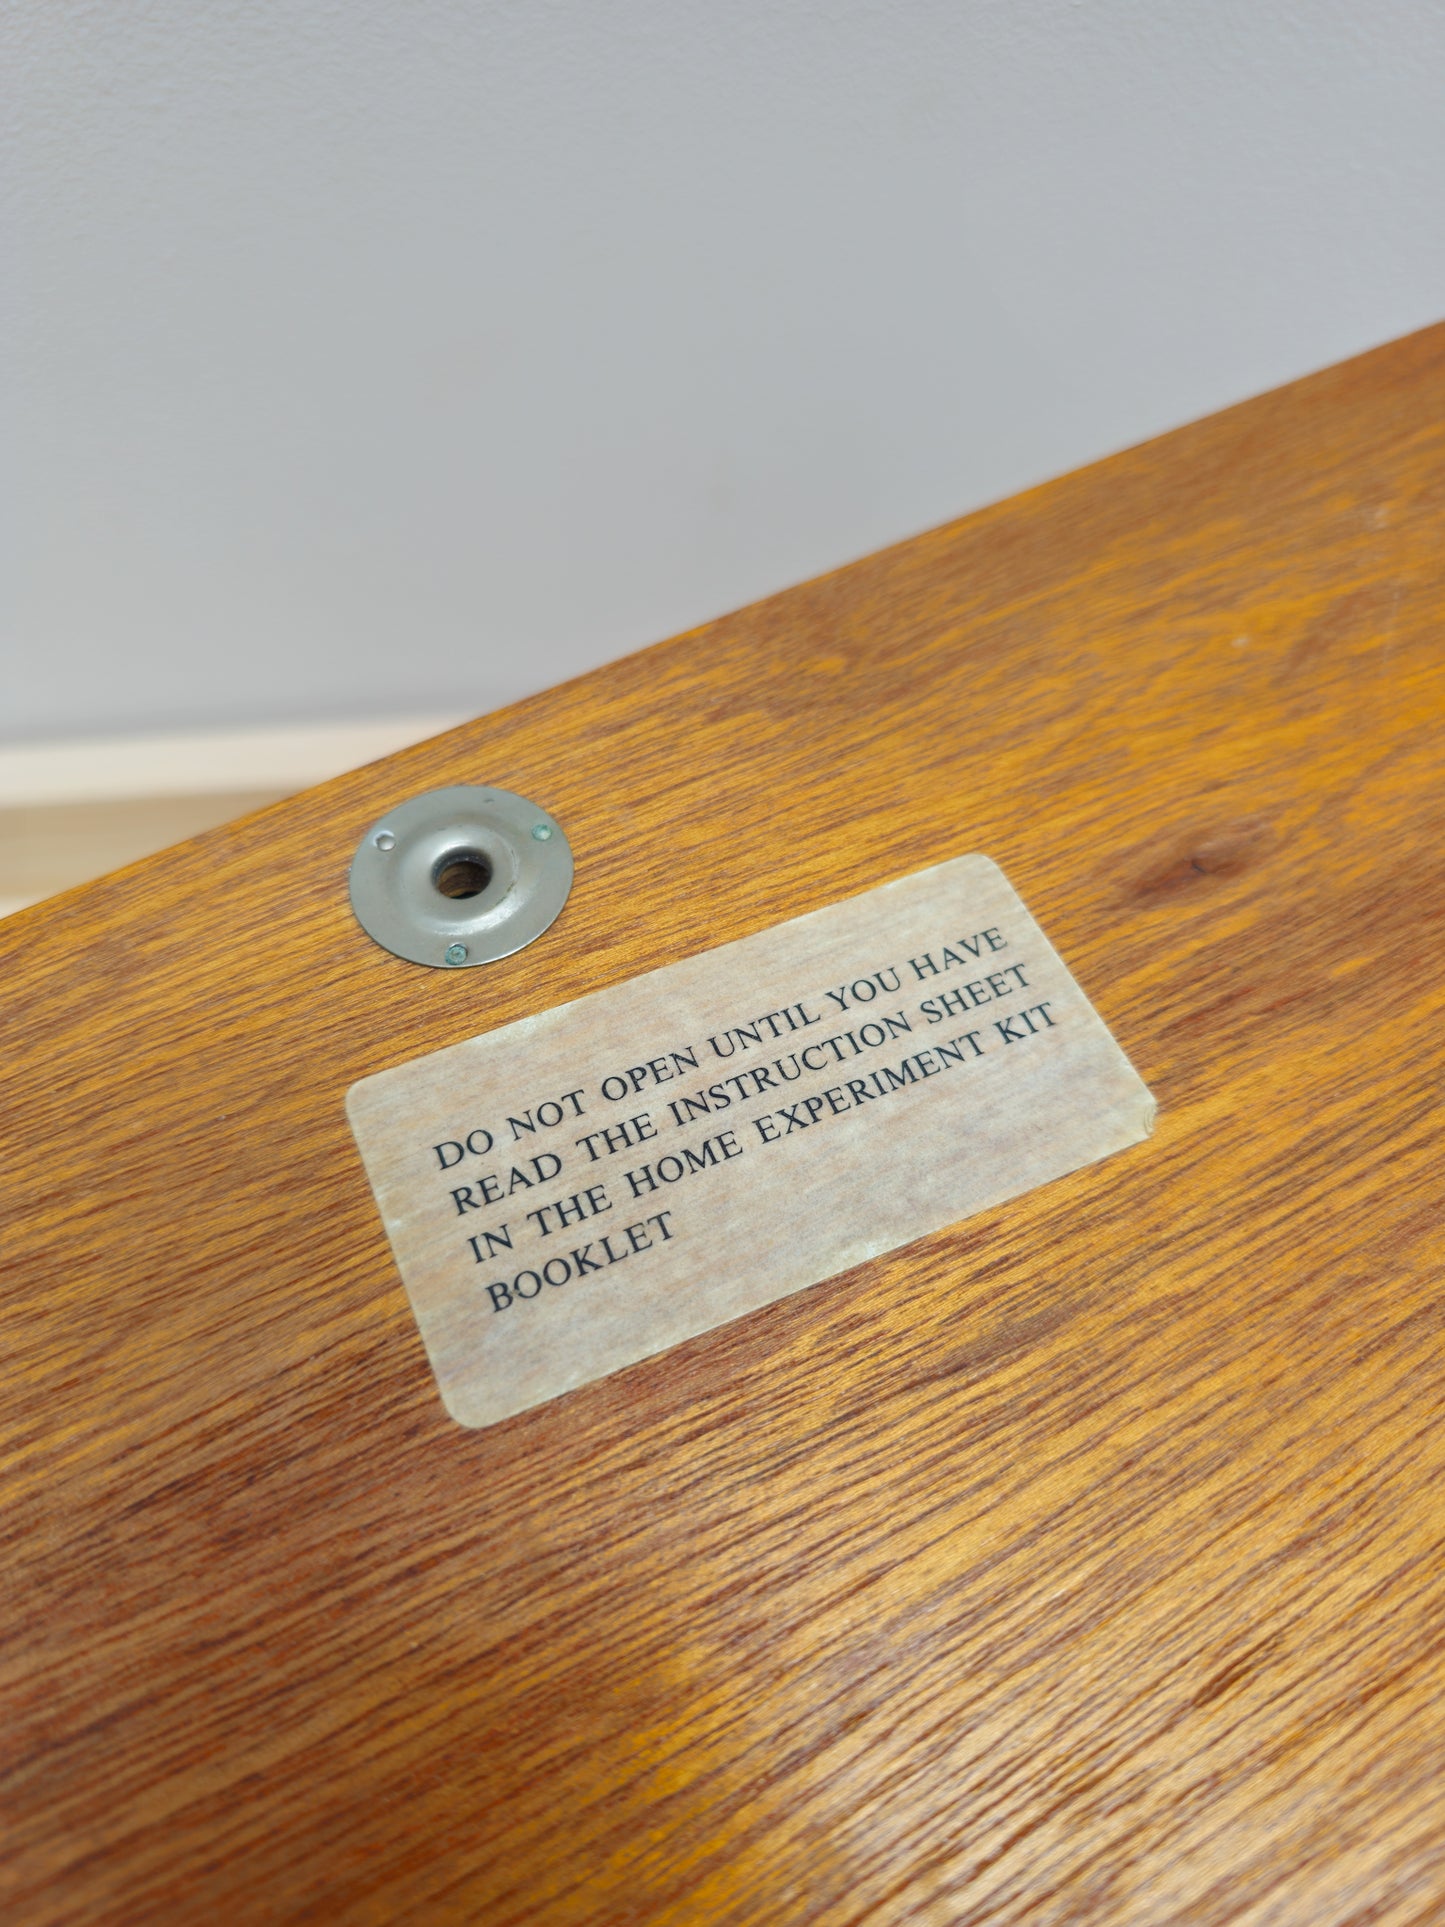 DO NOT OPEN UNTIL YOU HAVE
READ THE INSTRUCTION SHEET
IN THE HOME EXPERIMENT KIT
BOOKLET